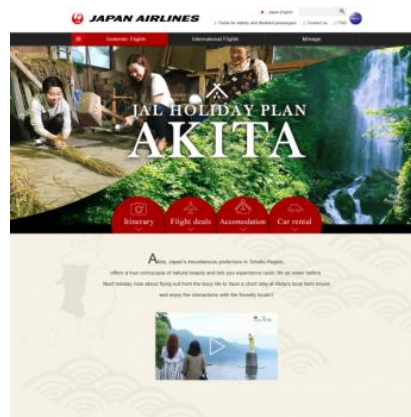 JAPAN AIRLINES
Japan English
Guide for elderly and disabled passengers
Contact us
FAQ
Domestic Flights
International Flights
Mileage
JAL HOLIDAY PLAN
AKITA
Itinerary
Flight deals
Accomodation
Car rental
Akita, Japan's mountainous prefecture in Tohoku Region,
offers a true cornucopia of natural beauty and lets you experience rustic life as never before.
Next holiday, how about flying out from the busy life to have a short stay at Akita's local farm house
and enjoy the interactions with the friendly locals?